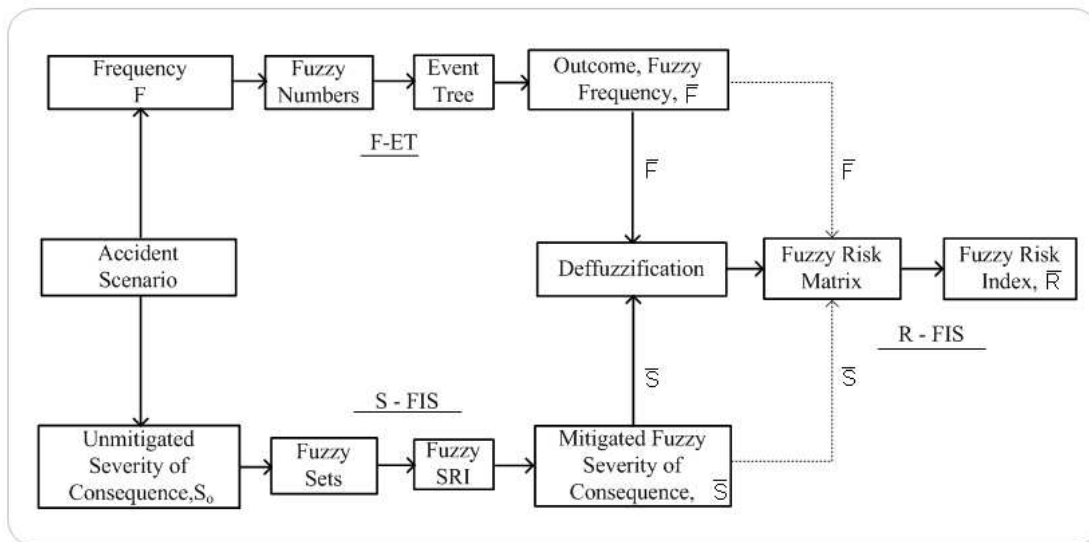 Frequency
F
Fuzzy
Numbers
Event
Tree
Outcome, Fuzzy
Frequency, F̅
F-ET
F̅
F̅
Accident
Scenario
Deffuzzification
Fuzzy Risk
Matrix
Fuzzy Risk
Index, R̅
R - FIS
S - FIS
S̅
S̅
Unmitigated
Severity of
Consequence,Sₒ
Fuzzy
Sets
Fuzzy
SRI
Mitigated Fuzzy
Severity of
Consequence, S̅